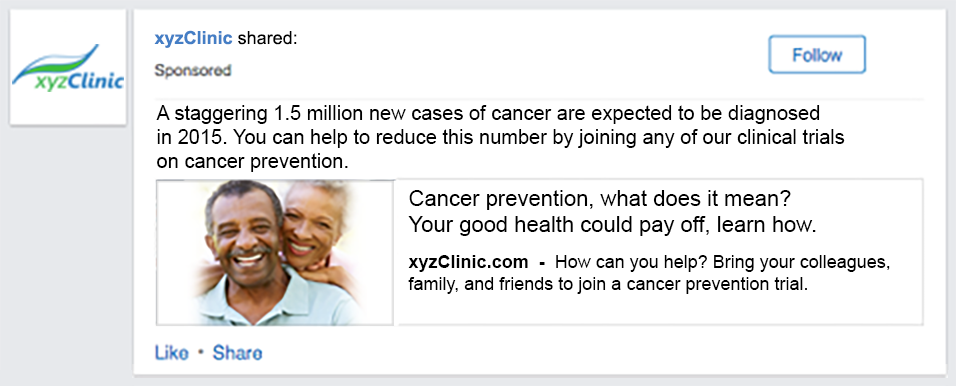 xyzClinic
xyzClinic shared:
Sponsored
Follow
A staggering 1.5 million new cases of cancer are expected to be diagnosed
in 2015. You can help to reduce this number by joining any of our clinical trials
on cancer prevention.
Cancer prevention, what does it mean?
Your good health could pay off, learn how.
xyzClinic.com - How can you help? Bring your colleagues,
family, and friends to join a cancer prevention trial.
Like • Share